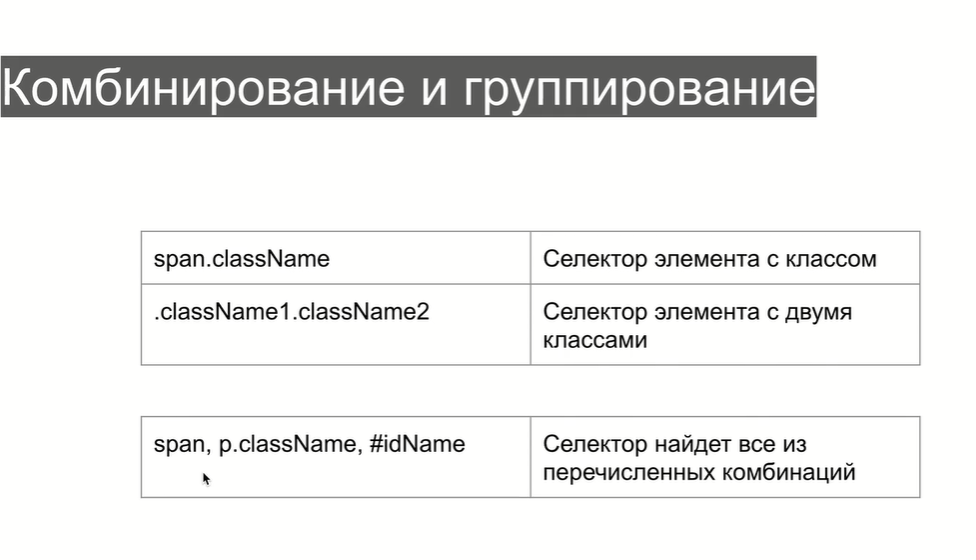 Комбинирование и группирование
span.className
Селектор элемента с классом
.className1.className2
Селектор элемента с двумя
классами
span, p.className, #idName
Селектор найдет все из
перечисленных комбинаций